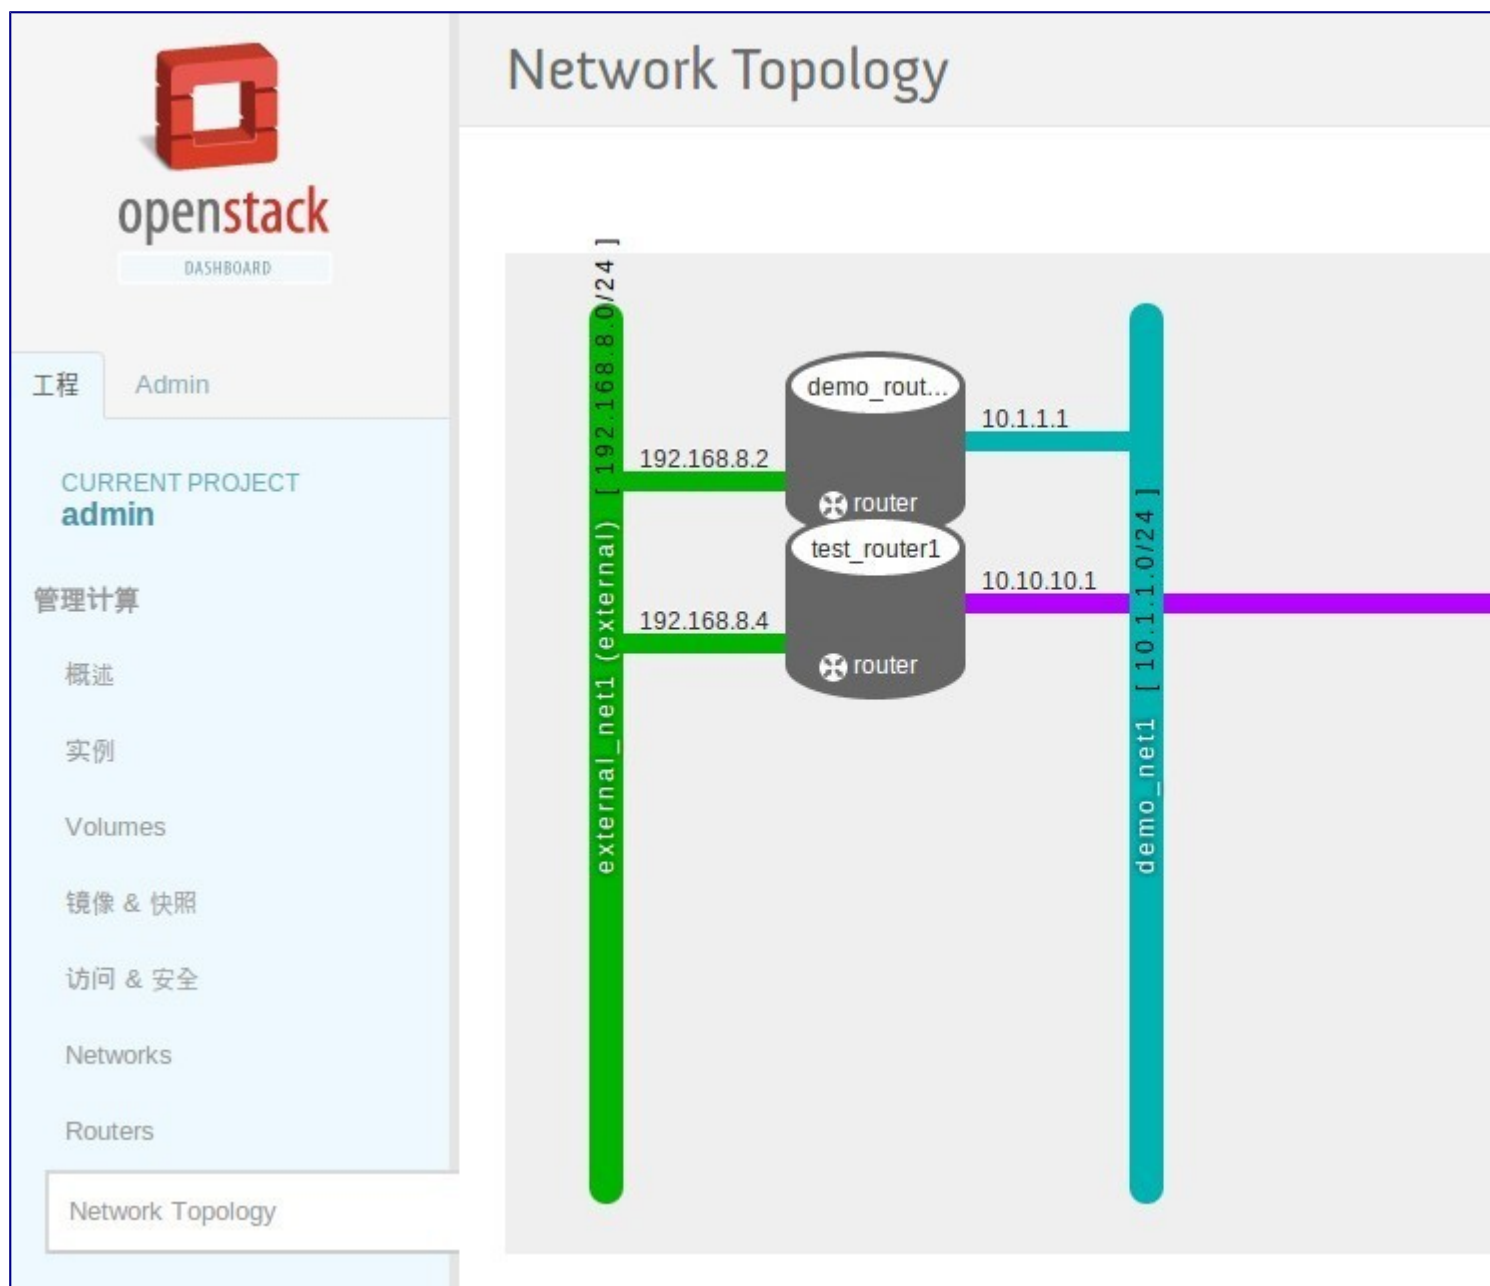 openstack
DASHBOARD
工程
Admin
CURRENT PROJECT
admin
管理计算
概述
实例
Volumes
镜像 & 快照
访问 & 安全
Networks
Routers
Network Topology
Network Topology
external_net1 (external) [ 192.168.8.0/24 ]
192.168.8.2
demo_rout...
router
10.1.1.1
192.168.8.4
test_router1
router
10.10.10.1
demo_net1 [ 10.1.1.0/24 ]